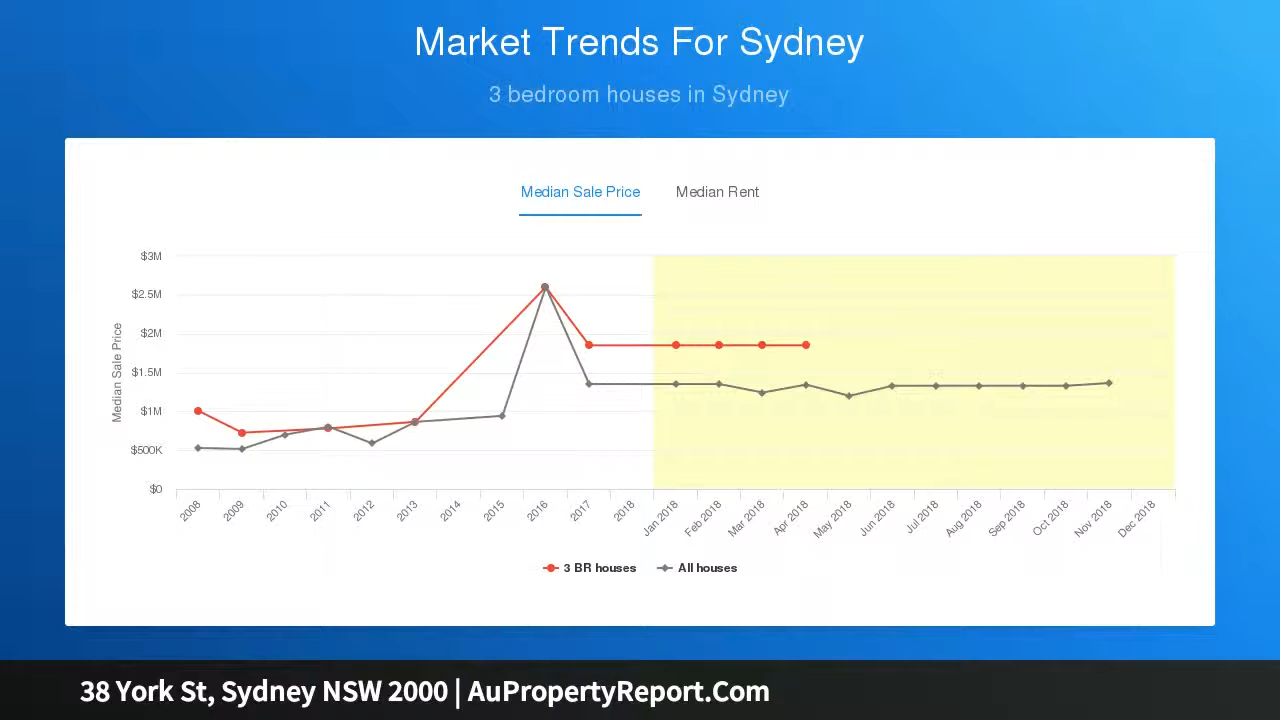 Market Trends For Sydney
3 bedroom houses in Sydney
Median Sale Price Median Rent
$3M
$2.5M
$2M
$1.5M
$1M
$500K
$0
Median Sale Price
2008 2009 2010 2011 2012 2013 2014 2015 2016 2017 2018 Jan 2018 Feb 2018 Mar 2018 Apr 2018 May 2018 Jun 2018 Jul 2018 Aug 2018 Sep 2018 Oct 2018 Nov 2018 Dec 2018
3 BR houses All houses
38 York St, Sydney NSW 2000 | AuPropertyReport.Com